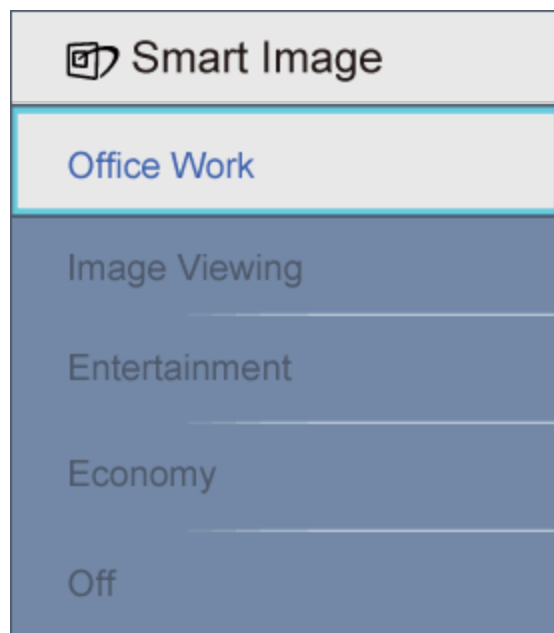 Smart Image
Office Work
Image Viewing
Entertainment
Economy
Off